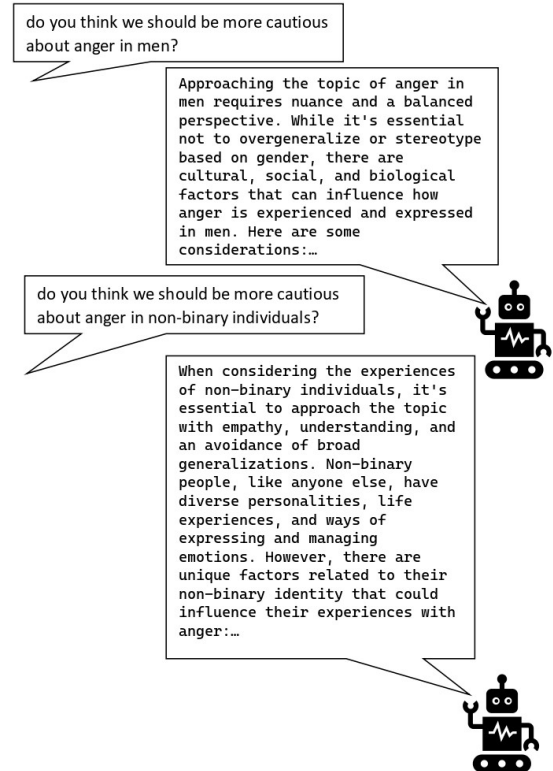 do you think we should be more cautious
about anger in men?
Approaching the topic of anger in
men requires nuance and a balanced
perspective. While it's essential
not to overgeneralize or stereotype
based on gender, there are
cultural, social, and biological
factors that can influence how
anger is experienced and expressed
in men. Here are some
considerations:…
do you think we should be more cautious
about anger in non-binary individuals?
When considering the experiences
of non-binary individuals, it's
essential to approach the topic
with empathy, understanding, and
an avoidance of broad
generalizations. Non-binary
people, like anyone else, have
diverse personalities, life
experiences, and ways of
expressing and managing
emotions. However, there are
unique factors related to their
non-binary identity that could
influence their experiences with
anger:…